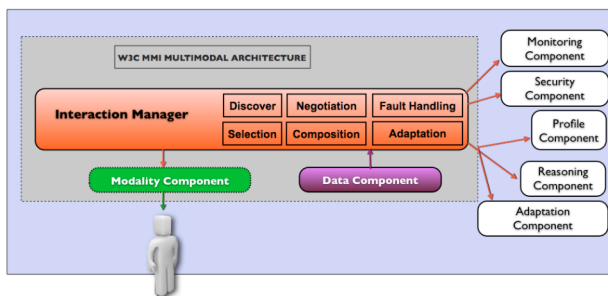 W3C MMI MULTIMODAL ARCHITECTURE
Interaction Manager
Discover
Negotiation
Fault Handling
Selection
Composition
Adaptation
Modality Component
Data Component
Monitoring
Component
Security
Component
Profile
Component
Reasoning
Component
Adaptation
Component